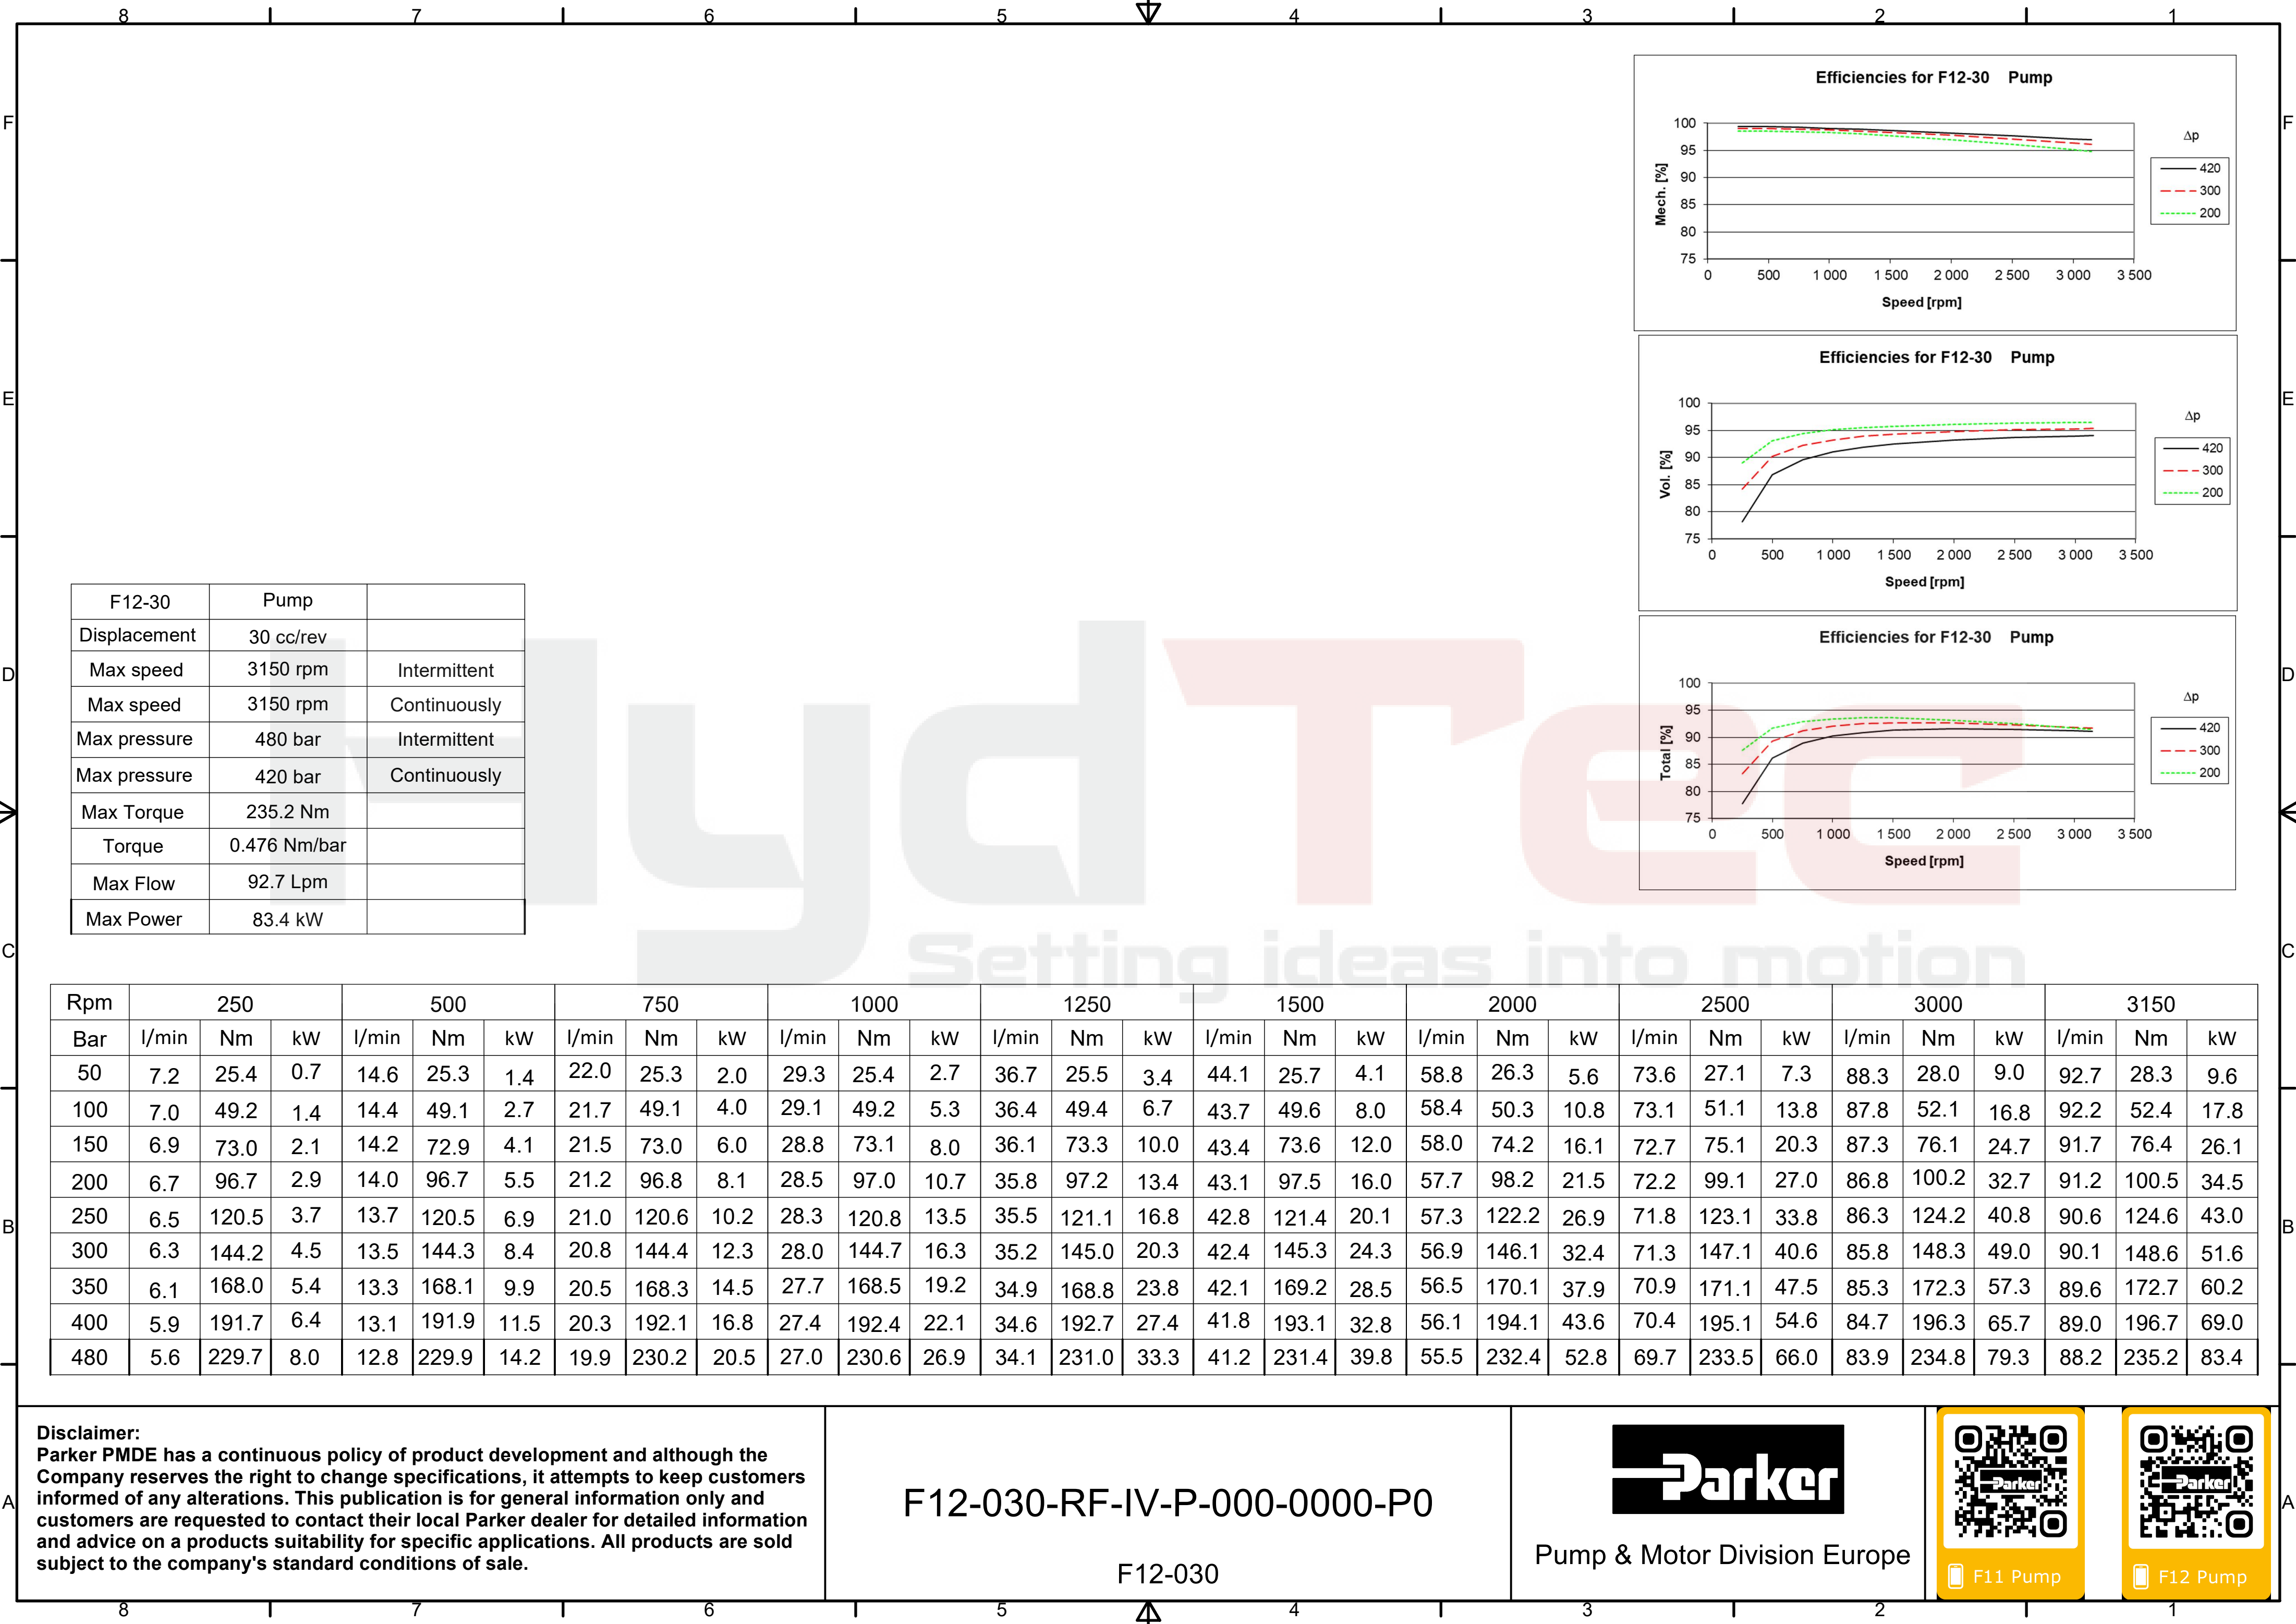 8 7 6 5 4 3 2 1
F F
E E
D D
C C
B B
A A
Efficiencies for F12-30 Pump
100
95
90
85
80
75
Mech. [%]
0 500 1 000 1 500 2 000 2 500 3 000 3 500
Speed [rpm]
Δp
420
300
200
Efficiencies for F12-30 Pump
100
95
90
85
80
75
Vol. [%]
0 500 1 000 1 500 2 000 2 500 3 000 3 500
Speed [rpm]
Δp
420
300
200
Efficiencies for F12-30 Pump
100
95
90
85
80
75
Total [%]
0 500 1 000 1 500 2 000 2 500 3 000 3 500
Speed [rpm]
Δp
420
300
200
F12-30 Pump
Displacement 30 cc/rev
Max speed 3150 rpm Intermittent
Max speed 3150 rpm Continuously
Max pressure 480 bar Intermittent
Max pressure 420 bar Continuously
Max Torque 235.2 Nm
Torque 0.476 Nm/bar
Max Flow 92.7 Lpm
Max Power 83.4 kW
HydTec
Setting ideas into motion
Rpm 250 500 750 1000 1250 1500 2000 2500 3000 3150
Bar l/min Nm kW l/min Nm kW l/min Nm kW l/min Nm kW l/min Nm kW l/min Nm kW l/min Nm kW l/min Nm kW l/min Nm kW l/min Nm kW
50 7.2 25.4 0.7 14.6 25.3 1.4 22.0 25.3 2.0 29.3 25.4 2.7 36.7 25.5 3.4 44.1 25.7 4.1 58.8 26.3 5.6 73.6 27.1 7.3 88.3 28.0 9.0 92.7 28.3 9.6
100 7.0 49.2 1.4 14.4 49.1 2.7 21.7 49.1 4.0 29.1 49.2 5.3 36.4 49.4 6.7 43.7 49.6 8.0 58.4 50.3 10.8 73.1 51.1 13.8 87.8 52.1 16.8 92.2 52.4 17.8
150 6.9 73.0 2.1 14.2 72.9 4.1 21.5 73.0 6.0 28.8 73.1 8.0 36.1 73.3 10.0 43.4 73.6 12.0 58.0 74.2 16.1 72.7 75.1 20.3 87.3 76.1 24.7 91.7 76.4 26.1
200 6.7 96.7 2.9 14.0 96.7 5.5 21.2 96.8 8.1 28.5 97.0 10.7 35.8 97.2 13.4 43.1 97.5 16.0 57.7 98.2 21.5 72.2 99.1 27.0 86.8 100.2 32.7 91.2 100.5 34.5
250 6.5 120.5 3.7 13.7 120.5 6.9 21.0 120.6 10.2 28.3 120.8 13.5 35.5 121.1 16.8 42.8 121.4 20.1 57.3 122.2 26.9 71.8 123.1 33.8 86.3 124.2 40.8 90.6 124.6 43.0
300 6.3 144.2 4.5 13.5 144.3 8.4 20.8 144.4 12.3 28.0 144.7 16.3 35.2 145.0 20.3 42.4 145.3 24.3 56.9 146.1 32.4 71.3 147.1 40.6 85.8 148.3 49.0 90.1 148.6 51.6
350 6.1 168.0 5.4 13.3 168.1 9.9 20.5 168.3 14.5 27.7 168.5 19.2 34.9 168.8 23.8 42.1 169.2 28.5 56.5 170.1 37.9 70.9 171.1 47.5 85.3 172.3 57.3 89.6 172.7 60.2
400 5.9 191.7 6.4 13.1 191.9 11.5 20.3 192.1 16.8 27.4 192.4 22.1 34.6 192.7 27.4 41.8 193.1 32.8 56.1 194.1 43.6 70.4 195.1 54.6 84.7 196.3 65.7 89.0 196.7 69.0
480 5.6 229.7 8.0 12.8 229.9 14.2 19.9 230.2 20.5 27.0 230.6 26.9 34.1 231.0 33.3 41.2 231.4 39.8 55.5 232.4 52.8 69.7 233.5 66.0 83.9 234.8 79.3 88.2 235.2 83.4
Disclaimer:
Parker PMDE has a continuous policy of product development and although the
Company reserves the right to change specifications, it attempts to keep customers
informed of any alterations. This publication is for general information only and
customers are requested to contact their local Parker dealer for detailed information
and advice on a products suitability for specific applications. All products are sold
subject to the company's standard conditions of sale.
F12-030-RF-IV-P-000-0000-P0
F12-030
Parker
Pump & Motor Division Europe
Parker
F11 Pump
Parker
F12 Pump
8 7 6 5 4 3 2 1